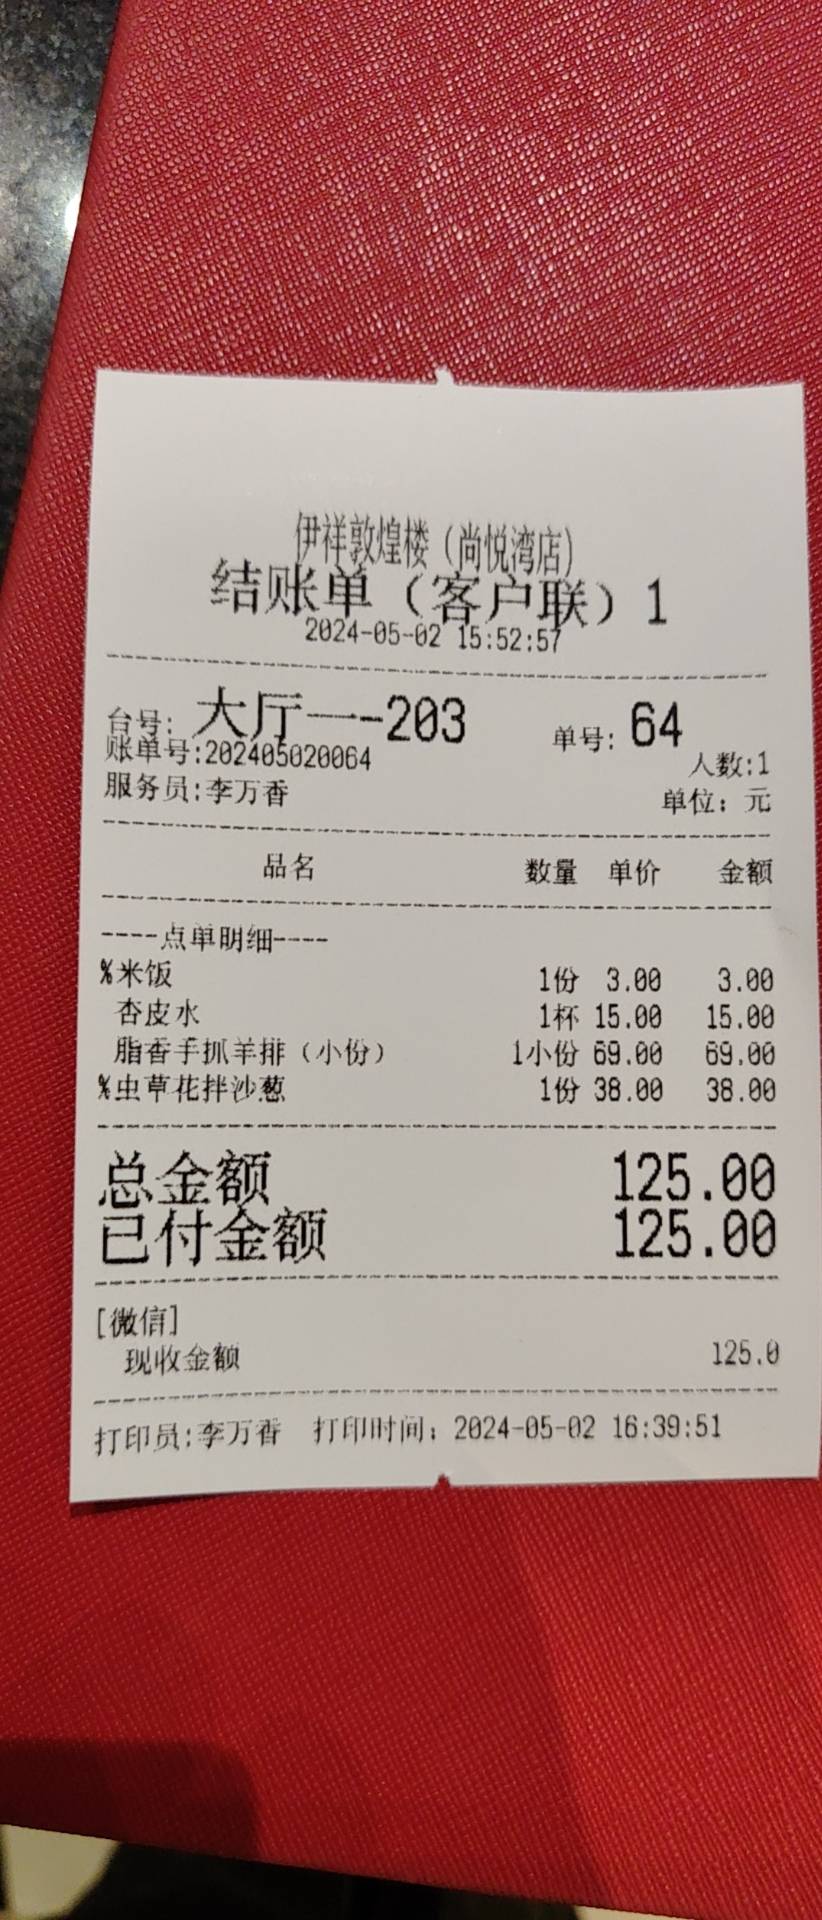 伊祥敦煌楼（尚悦湾店）
结账单（客户联）1
2024-05-02 15:52:57
台号: 大厅一-203 单号: 64
账单号:202405020064 人数:1
服务员:李万香 单位：元
品名 数量 单价 金额
----点单明细----
%米饭 1份 3.00 3.00
杏皮水 1杯 15.00 15.00
脂香手抓羊排（小份） 1小份 69.00 69.00
%虫草花拌沙葱 1份 38.00 38.00
总金额 125.00
已付金额 125.00
[微信]
现收金额 125.0
打印员:李万香 打印时间：2024-05-02 16:39:51